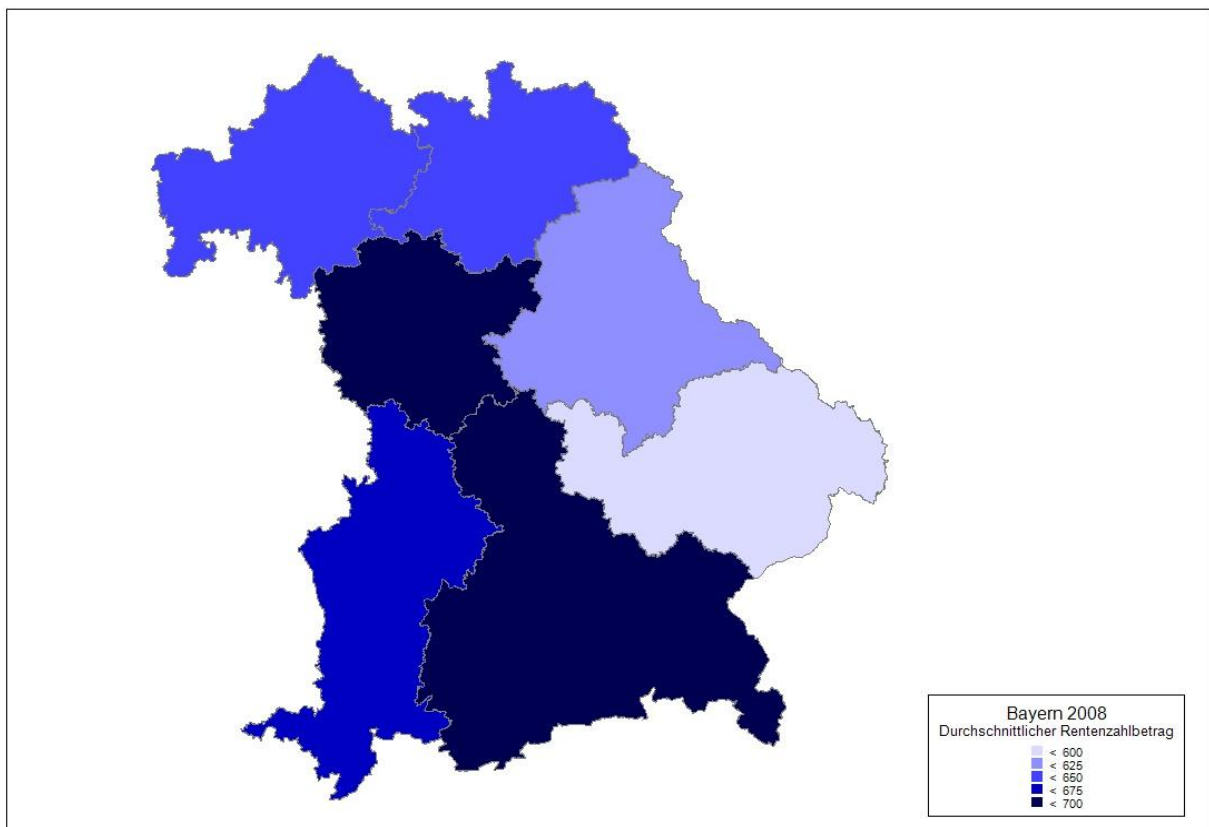 Bayern 2008
Durchschnittlicher Rentenzahlbetrag
< 600
< 625
< 650
< 675
< 700